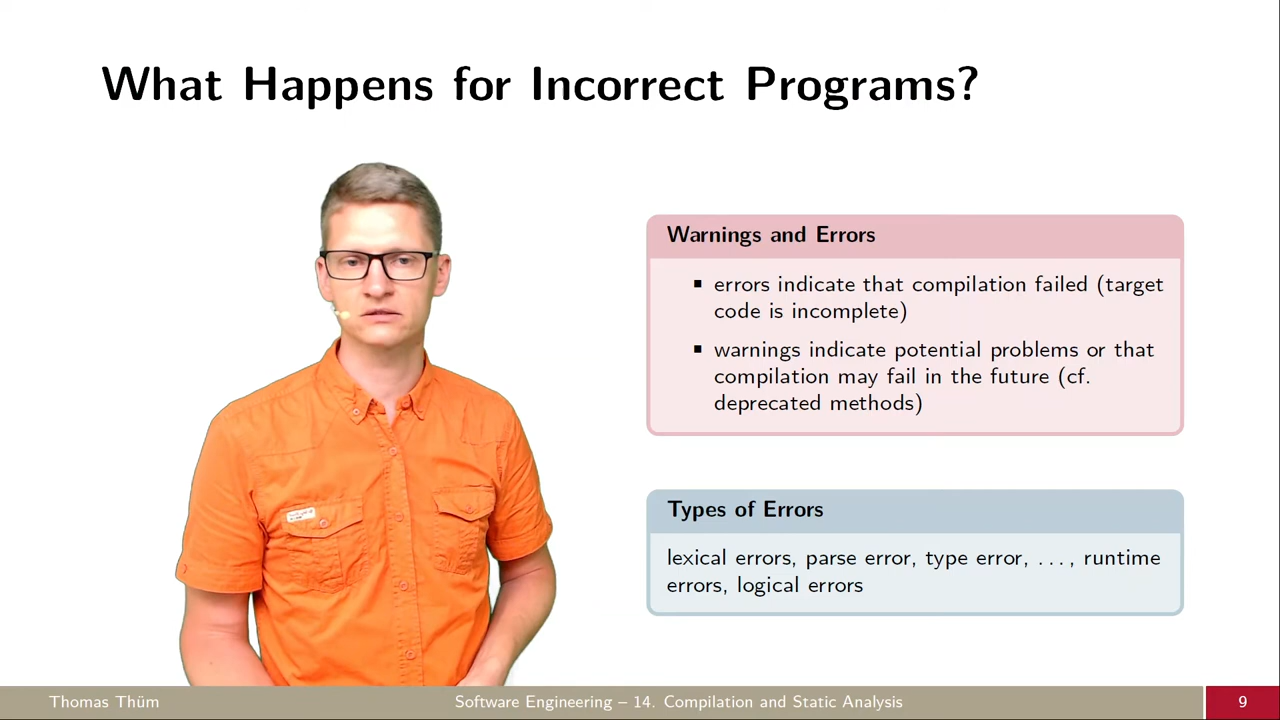 What Happens for Incorrect Programs?
Warnings and Errors
▪ errors indicate that compilation failed (target
code is incomplete)
▪ warnings indicate potential problems or that
compilation may fail in the future (cf.
deprecated methods)
Types of Errors
lexical errors, parse error, type error, . . . , runtime
errors, logical errors
Thomas Thüm
Software Engineering – 14. Compilation and Static Analysis
9